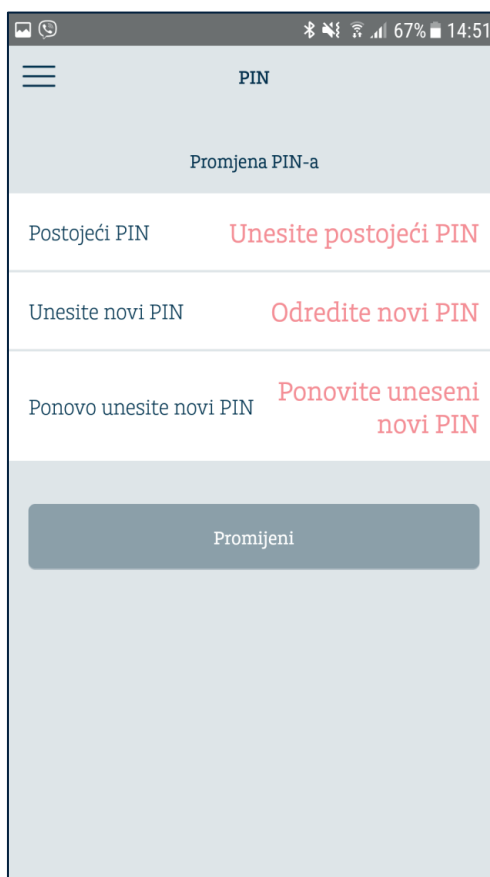 67% 14:51
PIN
Promjena PIN-a
Postojeći PIN Unesite postojeći PIN
Unesite novi PIN Odredite novi PIN
Ponovo unesite novi PIN Ponovite uneseni
novi PIN
Promijeni